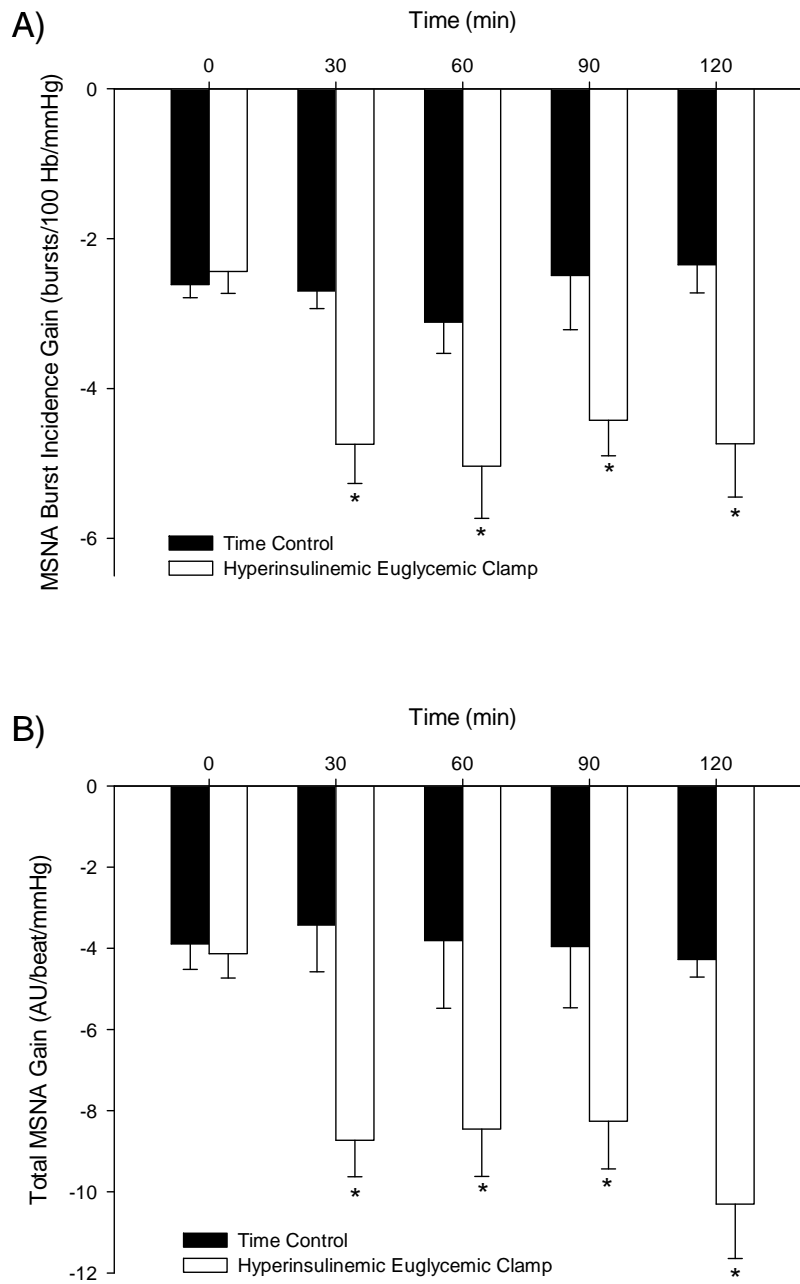 A)
Time (min)
0 30 60 90 120
0
-2
-4
-6
MSNA Burst Incidence Gain (bursts/100 Hb/mmHg)
*
*
*
*
Time Control
Hyperinsulinemic Euglycemic Clamp
B)
Time (min)
0 30 60 90 120
0
-2
-4
-6
-8
-10
-12
Total MSNA Gain (AU/beat/mmHg)
*
*
*
*
Time Control
Hyperinsulinemic Euglycemic Clamp